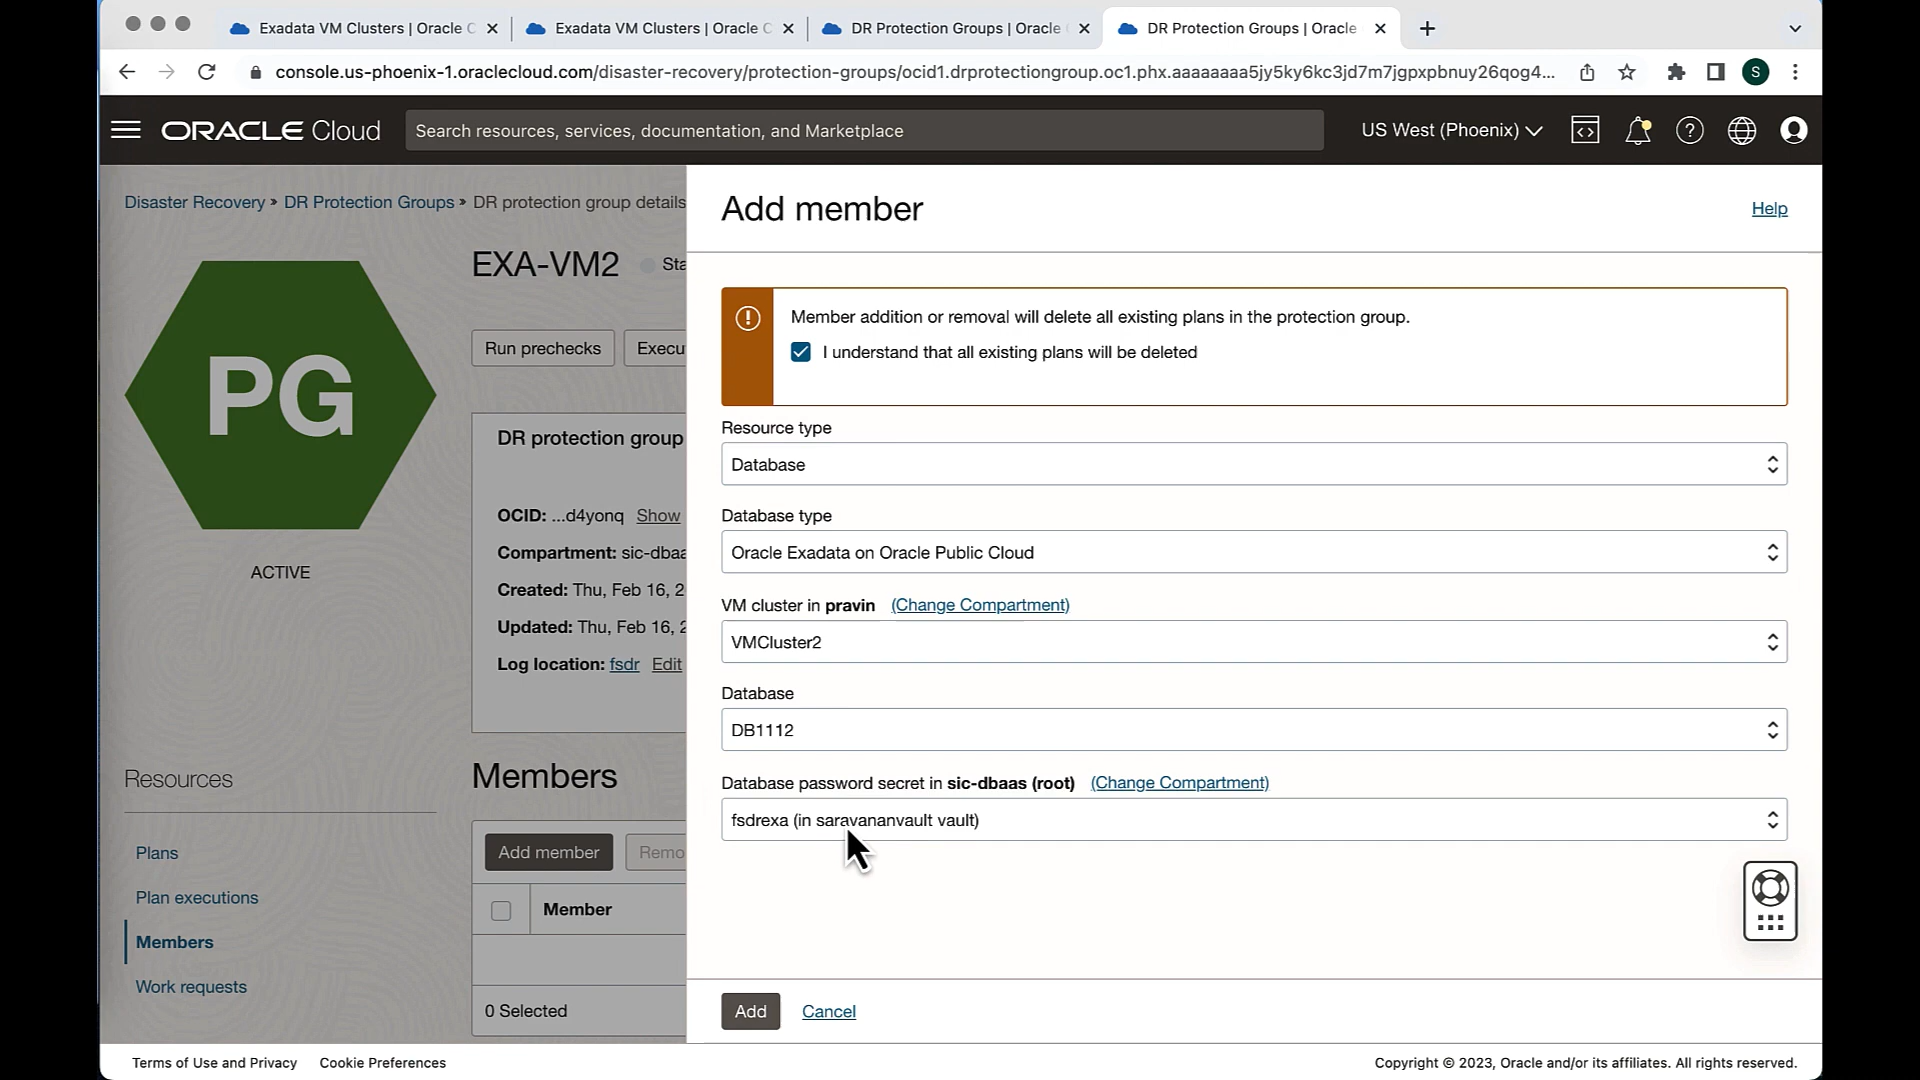 Exadata VM Clusters | Oracle C
Exadata VM Clusters | Oracle C
DR Protection Groups | Oracle
DR Protection Groups | Oracle
console.us-phoenix-1.oraclecloud.com/disaster-recovery/protection-groups/ocid1.drprotectiongroup.oc1.phx.aaaaaaaa5jy5ky6kc3jd7m7jgpxpbnuy26qog4...
S
ORACLE Cloud
Search resources, services, documentation, and Marketplace
US West (Phoenix)
Disaster Recovery » DR Protection Groups » DR protection group details
PG
ACTIVE
EXA-VM2
Sta
Run prechecks
Execu
DR protection group
OCID: ...d4yonq Show
Compartment: sic-dbaa
Created: Thu, Feb 16, 2
Updated: Thu, Feb 16, 2
Log location: fsdr Edit
Resources
Plans
Plan executions
Members
Work requests
Members
Add member
Remo
Member
0 Selected
Add member
Help
Member addition or removal will delete all existing plans in the protection group.
I understand that all existing plans will be deleted
Resource type
Database
Database type
Oracle Exadata on Oracle Public Cloud
VM cluster in pravin (Change Compartment)
VMCluster2
Database
DB1112
Database password secret in sic-dbaas (root) (Change Compartment)
fsdrexa (in saravananvault vault)
Add
Cancel
Terms of Use and Privacy
Cookie Preferences
Copyright © 2023, Oracle and/or its affiliates. All rights reserved.